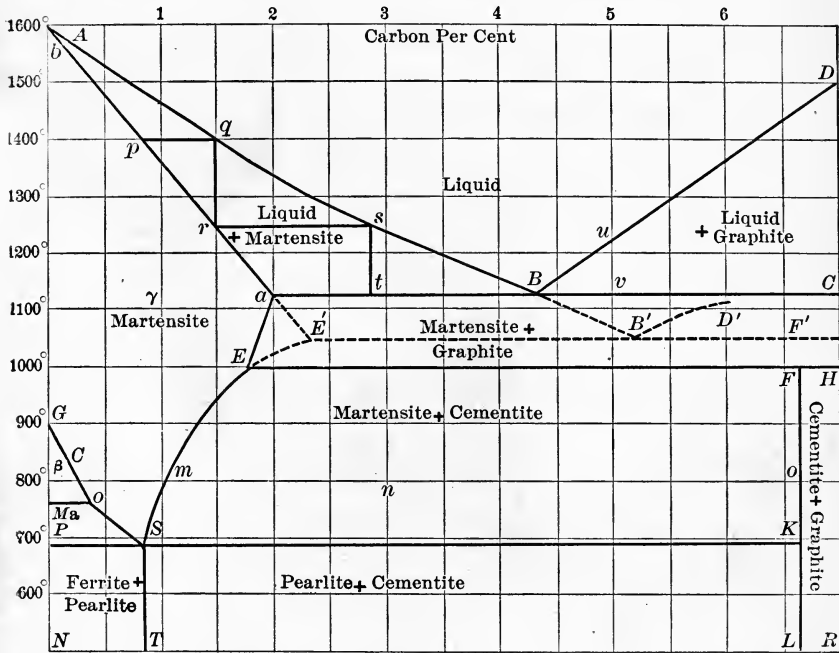 1 2 3 4 5 6
Carbon Per Cent
1600°
A
b
D
1500°
q
1400°
p
Liquid
1300°
Liquid
+ Martensite
s
r
u
Liquid
+ Graphite
1200°
γ
Martensite
a
t
B
v
C
1100°
E'
Martensite +
Graphite
B'
D'
F'
1000°
E
F
H
Martensite + Cementite
900°
G
C
β
m
n
o
Cementite + Graphite
800°
o
Ma
P
S
K
700°
Ferrite +
Pearlite
Pearlite + Cementite
600°
N
T
L
R